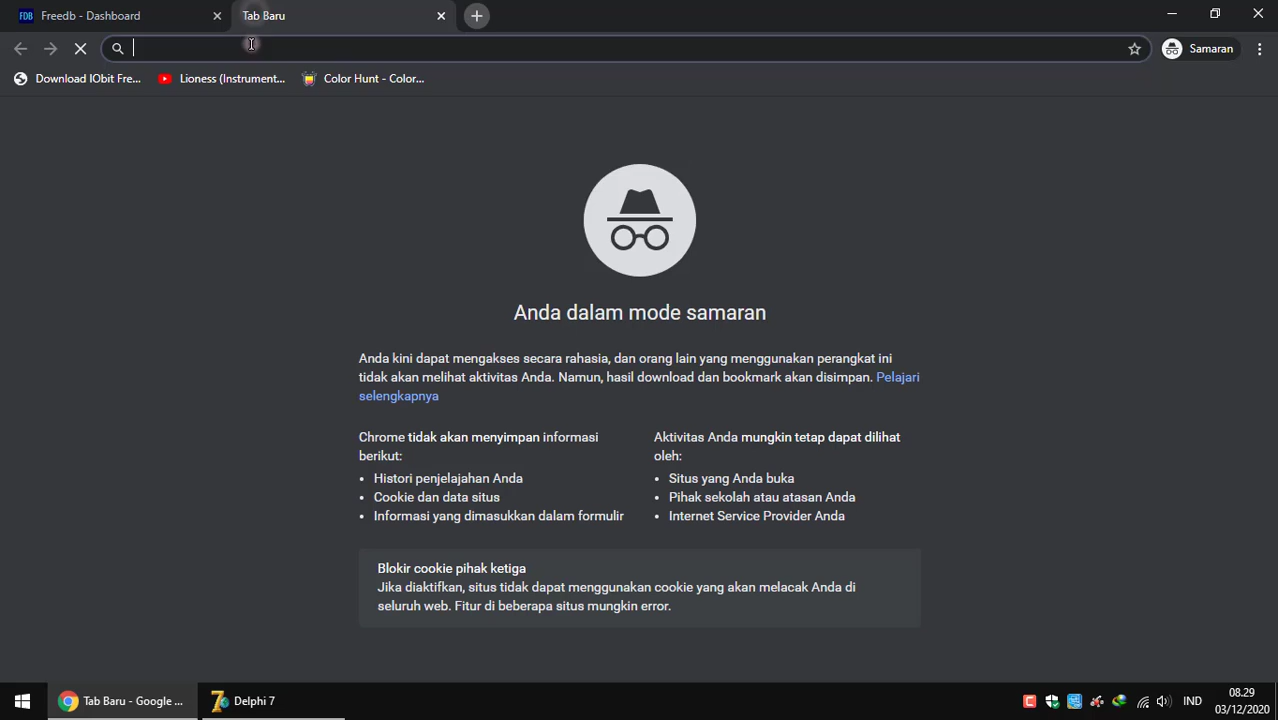 FDB Freedb - Dashboard
Tab Baru
Samaran
Download IObit Fre...
Lioness (Instrument...
Color Hunt - Color...
Anda dalam mode samaran
Anda kini dapat mengakses secara rahasia, dan orang lain yang menggunakan perangkat ini
tidak akan melihat aktivitas Anda. Namun, hasil download dan bookmark akan disimpan. Pelajari
selengkapnya
Chrome tidak akan menyimpan informasi
berikut:
• Histori penjelajahan Anda
• Cookie dan data situs
• Informasi yang dimasukkan dalam formulir
Aktivitas Anda mungkin tetap dapat dilihat
oleh:
• Situs yang Anda buka
• Pihak sekolah atau atasan Anda
• Internet Service Provider Anda
Blokir cookie pihak ketiga
Jika diaktifkan, situs tidak dapat menggunakan cookie yang akan melacak Anda di
seluruh web. Fitur di beberapa situs mungkin error.
Tab Baru - Google ...
7 Delphi 7
IND
08.29
03/12/2020